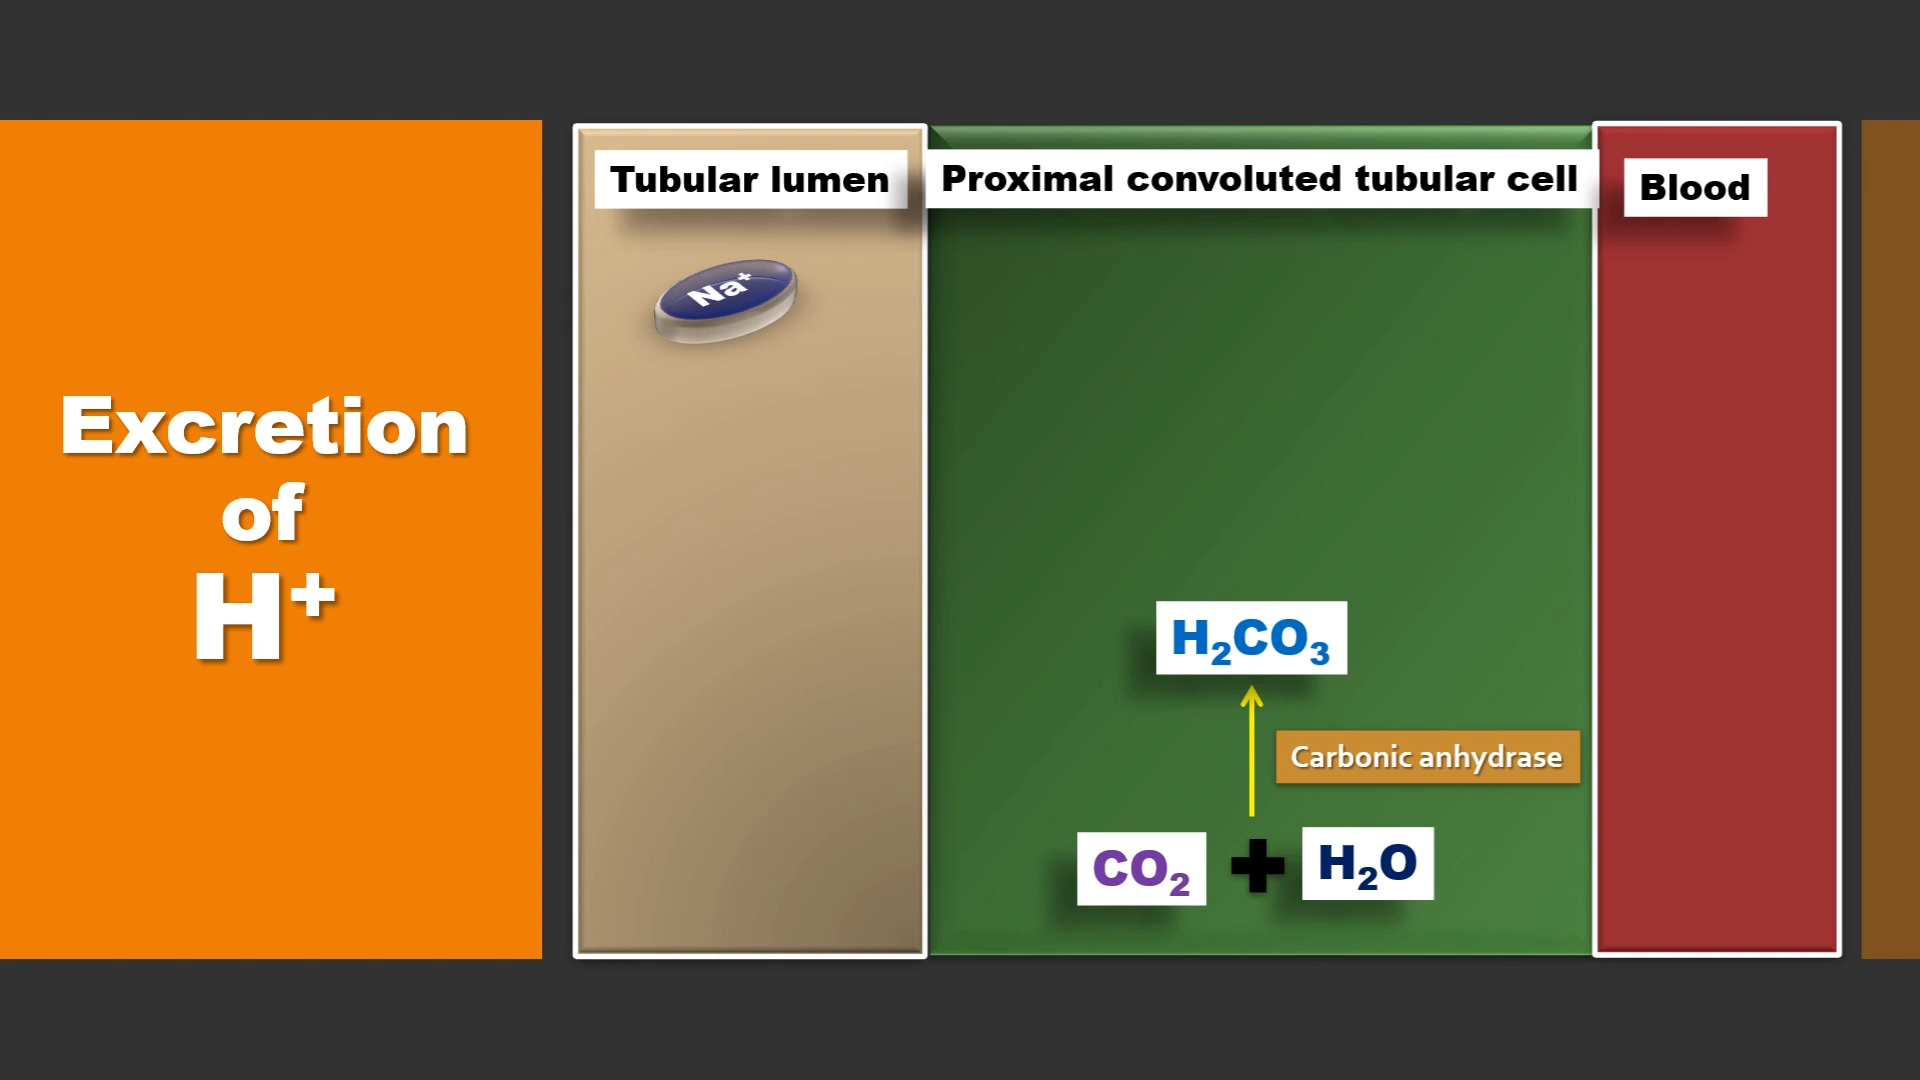 Excretion
of
H⁺
Tubular lumen
Proximal convoluted tubular cell
Blood
Na⁺
H₂CO₃
Carbonic anhydrase
CO₂ + H₂O